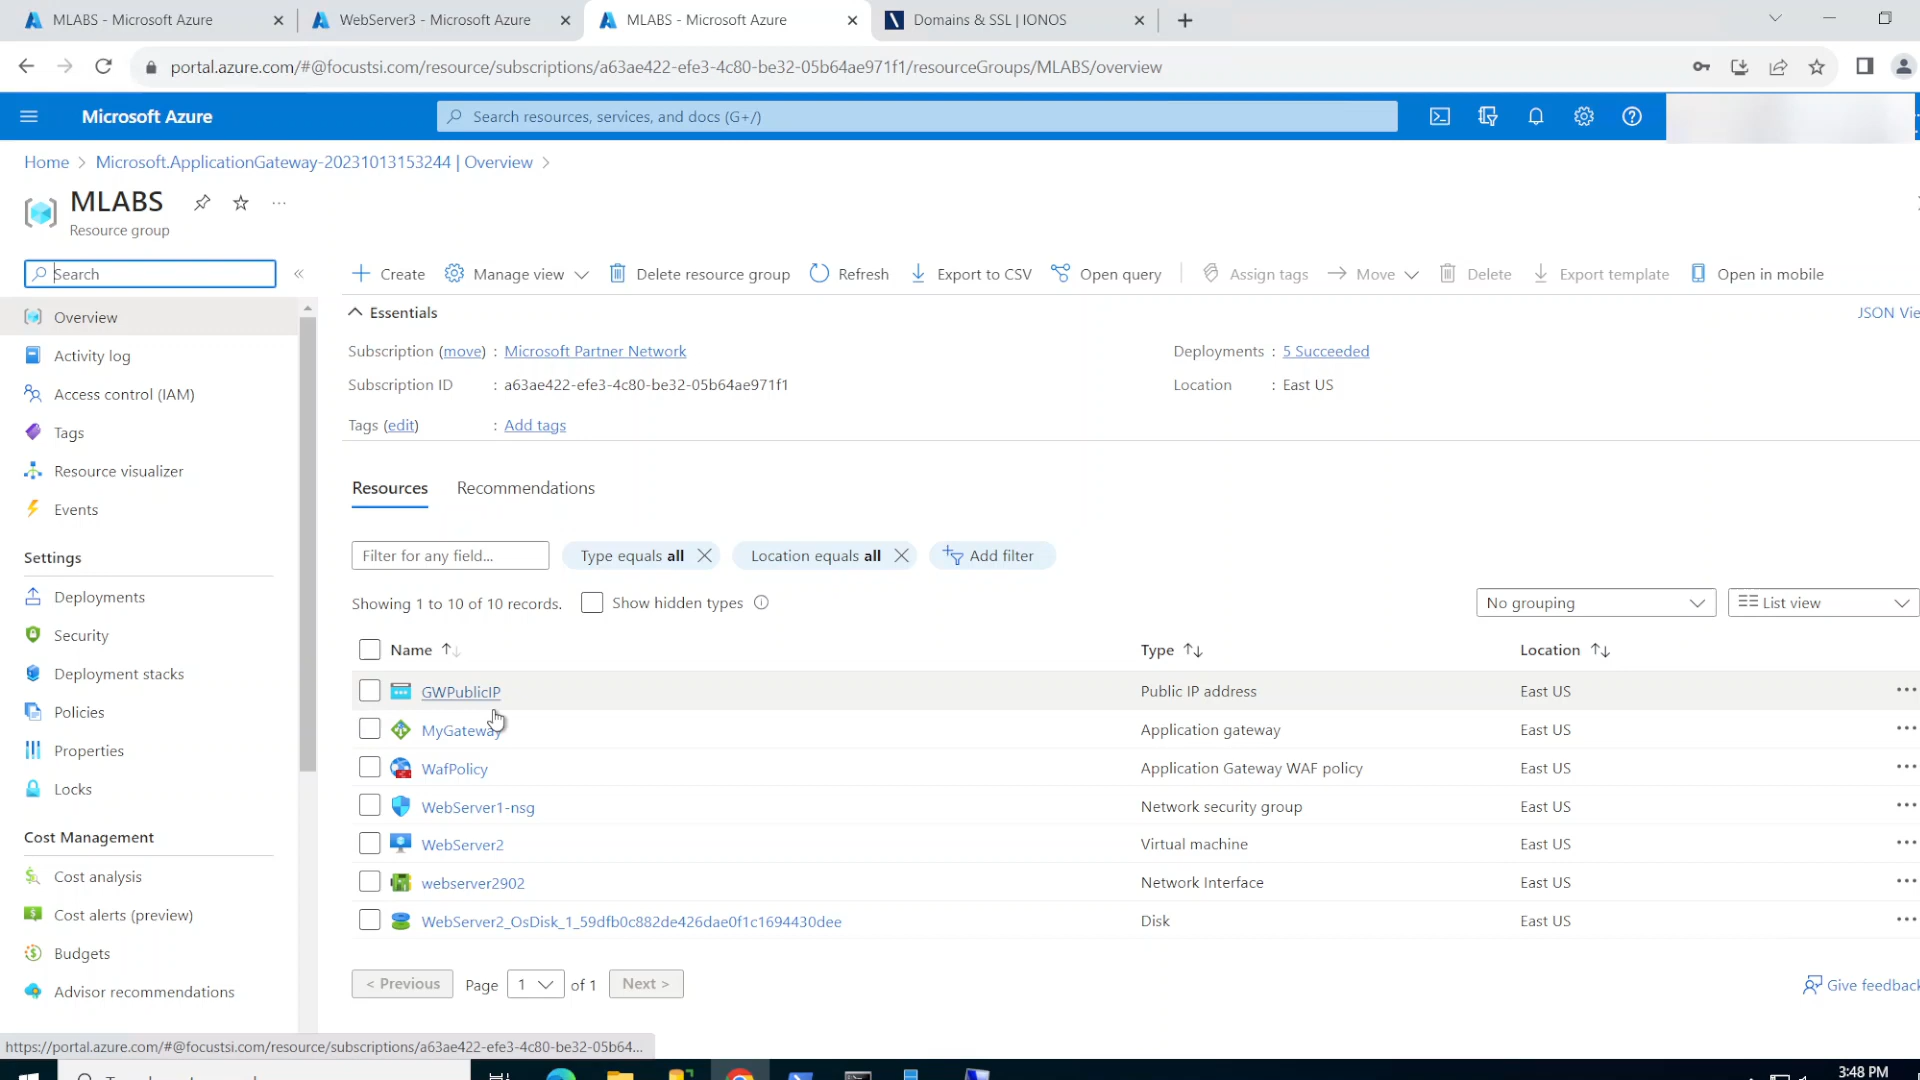 MLABS - Microsoft Azure
WebServer3 - Microsoft Azure
MLABS - Microsoft Azure
Domains & SSL | IONOS
portal.azure.com/#@focustsi.com/resource/subscriptions/a63ae422-efe3-4c80-be32-05b64ae971f1/resourceGroups/MLABS/overview
Microsoft Azure
Search resources, services, and docs (G+/)
Home > Microsoft.ApplicationGateway-20231013153244 | Overview >
MLABS
Resource group
Search
Create
Manage view
Delete resource group
Refresh
Export to CSV
Open query
Assign tags
Move
Delete
Export template
Open in mobile
Overview
Activity log
Access control (IAM)
Tags
Resource visualizer
Events
Settings
Deployments
Security
Deployment stacks
Policies
Properties
Locks
Cost Management
Cost analysis
Cost alerts (preview)
Budgets
Advisor recommendations
Essentials
JSON Vie
Subscription (move) : Microsoft Partner Network
Deployments : 5 Succeeded
Subscription ID : a63ae422-efe3-4c80-be32-05b64ae971f1
Location : East US
Tags (edit) : Add tags
Resources
Recommendations
Filter for any field...
Type equals all
Location equals all
Add filter
Showing 1 to 10 of 10 records.
Show hidden types
No grouping
List view
Name
Type
Location
GWPublicIP
Public IP address
East US
MyGateway
Application gateway
East US
WafPolicy
Application Gateway WAF policy
East US
WebServer1-nsg
Network security group
East US
WebServer2
Virtual machine
East US
webserver2902
Network Interface
East US
WebServer2_OsDisk_1_59dfb0c882de426dae0f1c1694430dee
Disk
East US
< Previous
Page 1 of 1
Next >
Give feedback
https://portal.azure.com/#@focustsi.com/resource/subscriptions/a63ae422-efe3-4c80-be32-05b64...
3:48 PM